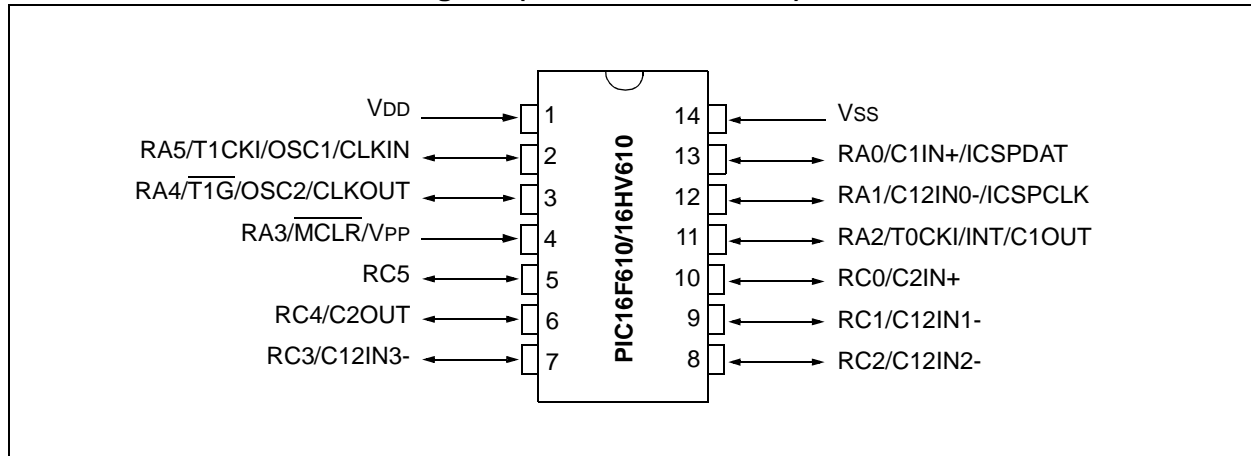 VDD
RA5/T1CKI/OSC1/CLKIN
RA4/T1G/OSC2/CLKOUT
RA3/MCLR/VPP
RC5
RC4/C2OUT
RC3/C12IN3-
1
2
3
4
5
6
7
PIC16F610/16HV610
14
13
12
11
10
9
8
VSS
RA0/C1IN+/ICSPDAT
RA1/C12IN0-/ICSPCLK
RA2/T0CKI/INT/C1OUT
RC0/C2IN+
RC1/C12IN1-
RC2/C12IN2-